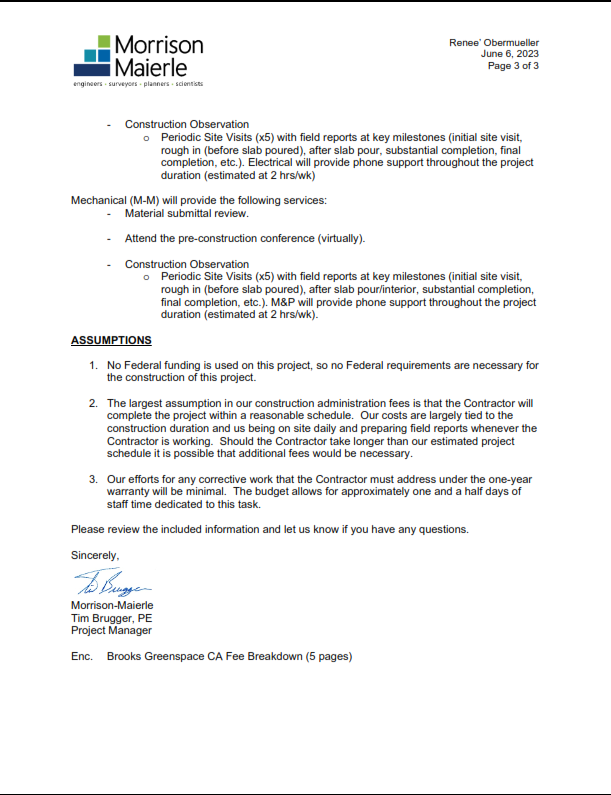 Morrison
Maierle
engineers - surveyors - planners - scientists
Renee' Obermueller
June 6, 2023
Page 3 of 3
- Construction Observation
o Periodic Site Visits (x5) with field reports at key milestones (initial site visit,
rough in (before slab poured), after slab pour, substantial completion, final
completion, etc.). Electrical will provide phone support throughout the project
duration (estimated at 2 hrs/wk)
Mechanical (M-M) will provide the following services:
- Material submittal review.
- Attend the pre-construction conference (virtually).
- Construction Observation
o Periodic Site Visits (x5) with field reports at key milestones (initial site visit,
rough in (before slab poured), after slab pour/interior, substantial completion,
final completion, etc.). M&P will provide phone support throughout the project
duration (estimated at 2 hrs/wk).
ASSUMPTIONS
1. No Federal funding is used on this project, so no Federal requirements are necessary for
the construction of this project.
2. The largest assumption in our construction administration fees is that the Contractor will
complete the project within a reasonable schedule. Our costs are largely tied to the
construction duration and us being on site daily and preparing field reports whenever the
Contractor is working. Should the Contractor take longer than our estimated project
schedule it is possible that additional fees would be necessary.
3. Our efforts for any corrective work that the Contractor must address under the one-year
warranty will be minimal. The budget allows for approximately one and a half days of
staff time dedicated to this task.
Please review the included information and let us know if you have any questions.
Sincerely,
Tim Brugger
Morrison-Maierle
Tim Brugger, PE
Project Manager
Enc. Brooks Greenspace CA Fee Breakdown (5 pages)